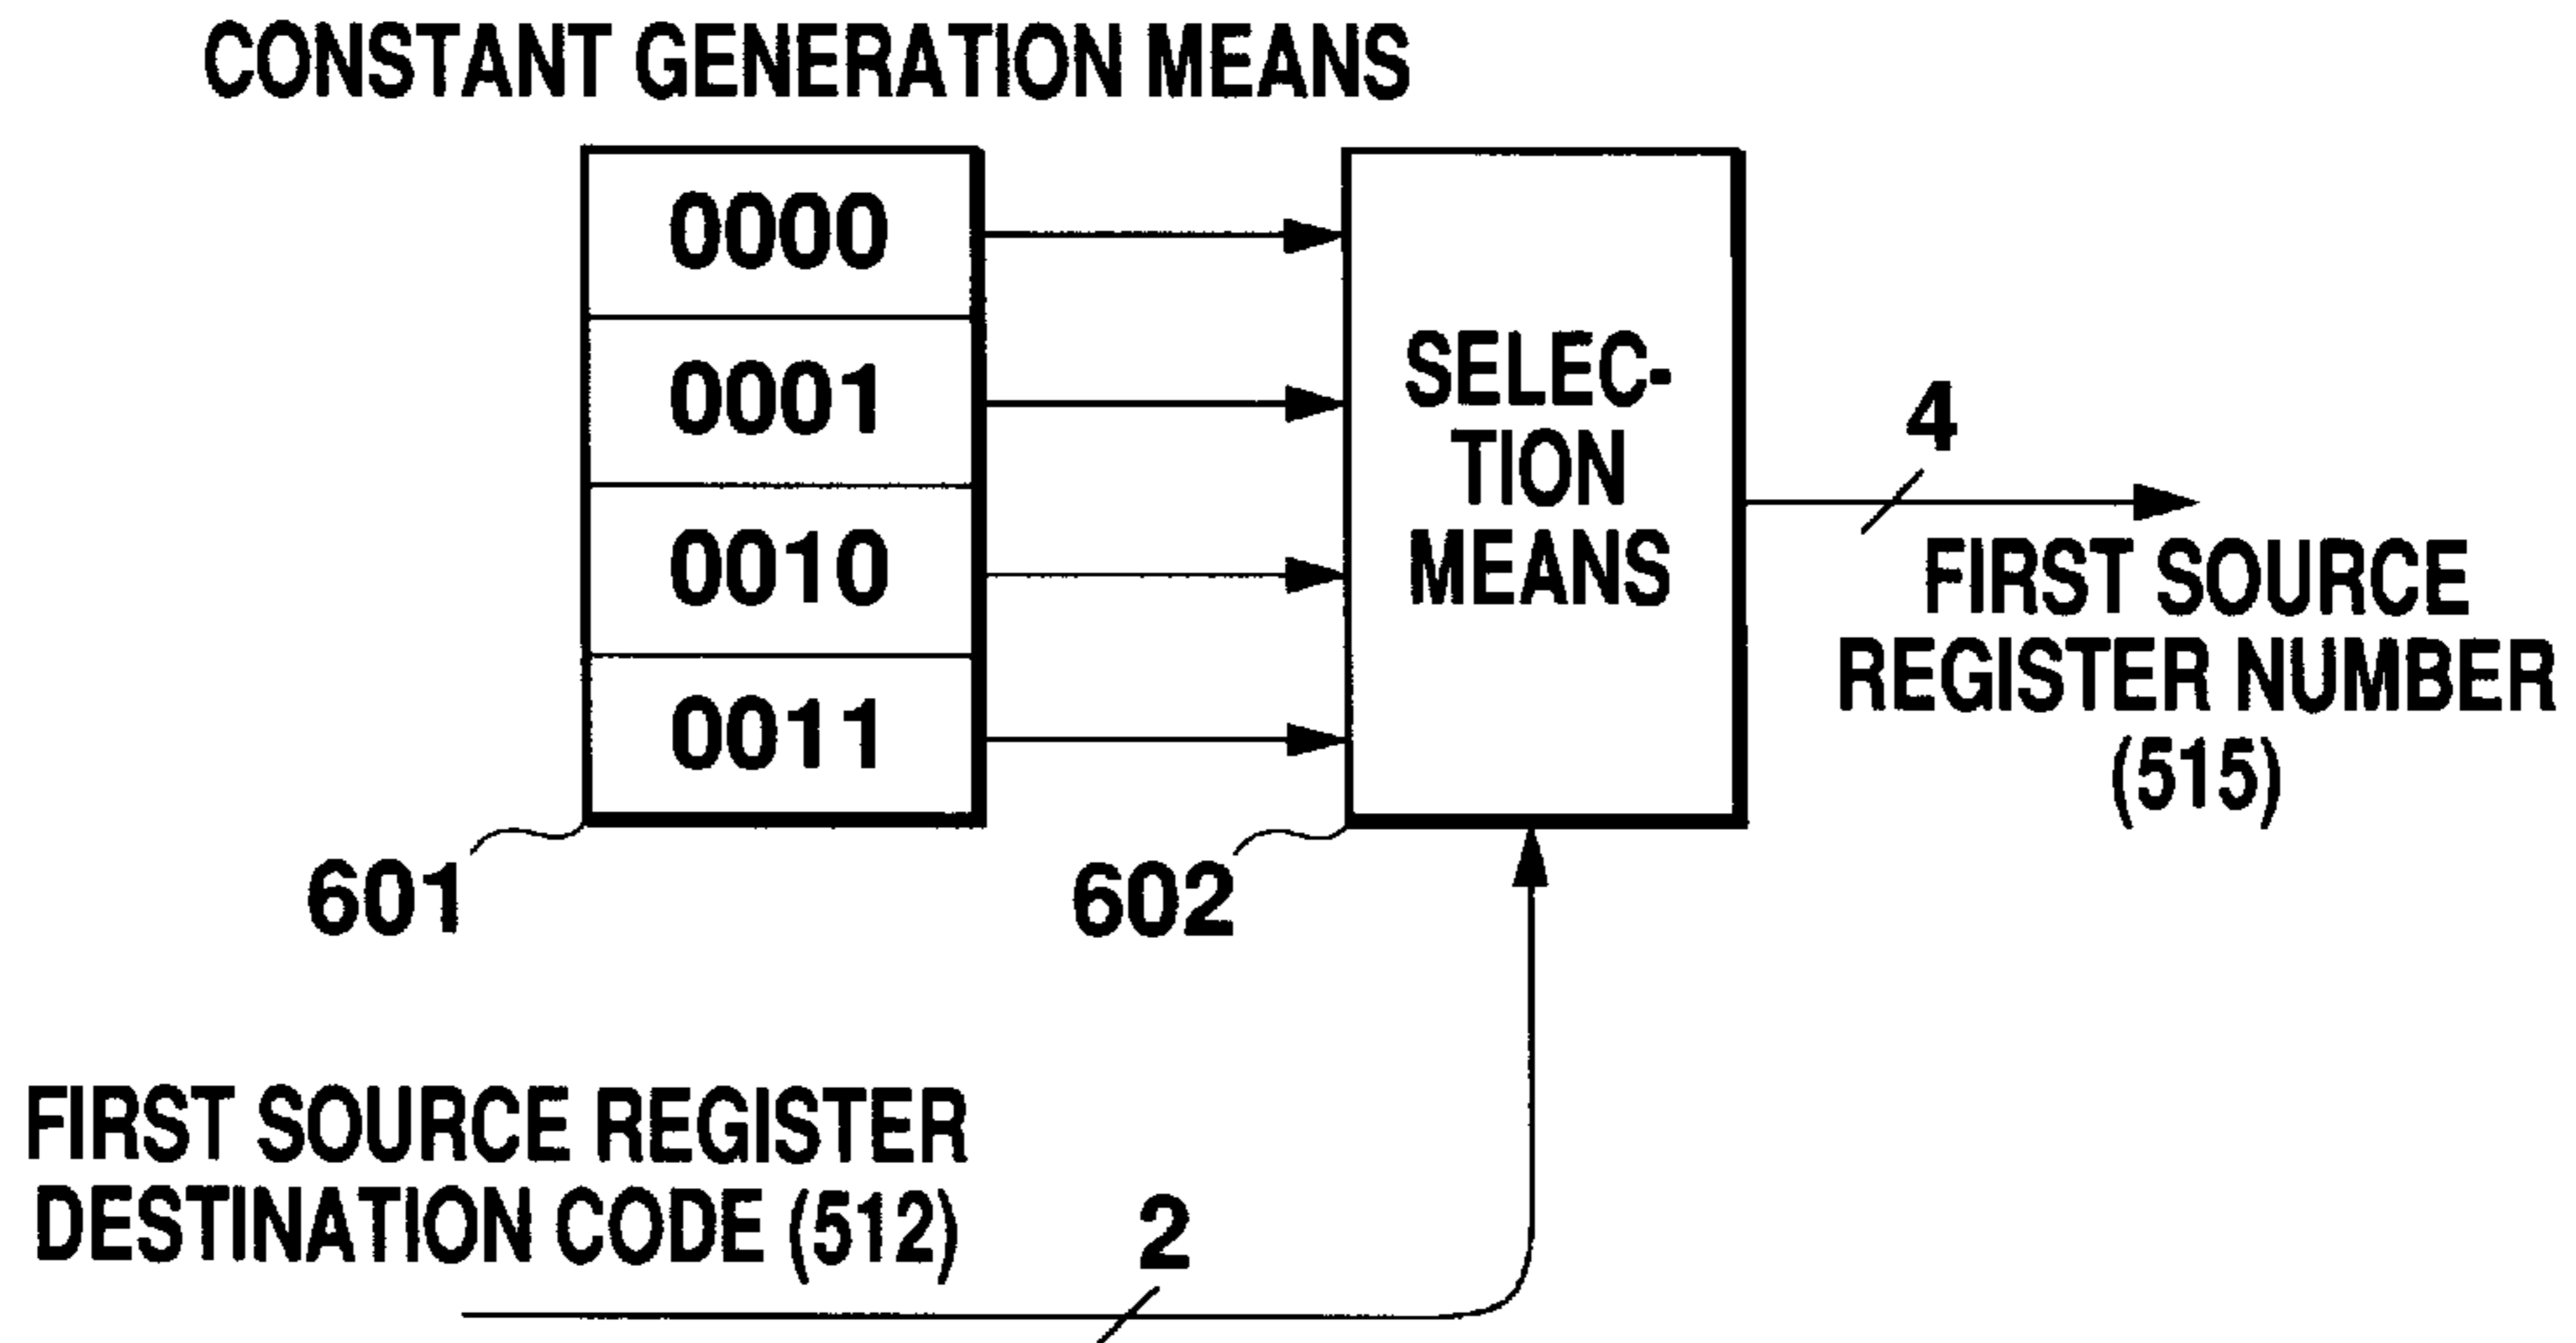 CONSTANT GENERATION MEANS
0000
0001
0010
0011
SELEC-
TION
MEANS
4
FIRST SOURCE
REGISTER NUMBER
(515)
601
602
FIRST SOURCE REGISTER
DESTINATION CODE (512)
2